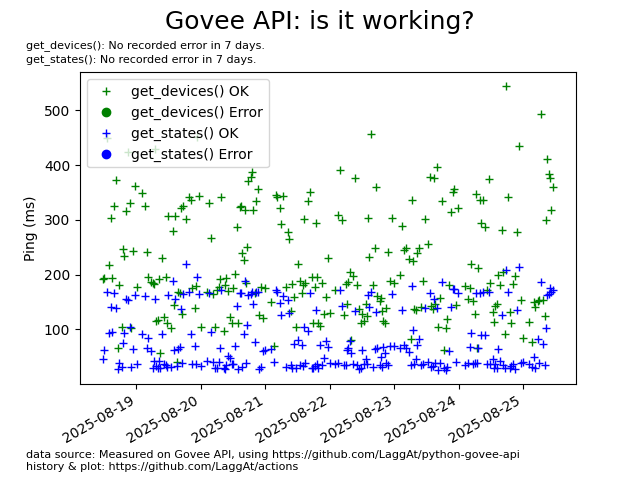 Govee API: is it working?
get_devices(): No recorded error in 7 days.
get_states(): No recorded error in 7 days.
get_devices() OK
get_devices() Error
get_states() OK
get_states() Error
Ping (ms)
500
400
300
200
100
2025-08-19
2025-08-20
2025-08-21
2025-08-22
2025-08-23
2025-08-24
2025-08-25
data source: Measured on Govee API, using https://github.com/LaggAt/python-govee-api
history & plot: https://github.com/LaggAt/actions